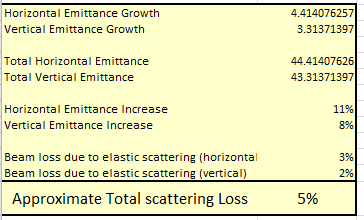 Horizontal Emittance Growth 4.414076257
Vertical Emittance Growth 3.31371397
Total Horizontal Emittance 44.41407626
Total Vertical Emittance 43.31371397
Horizontal Emittance Increase 11%
Vertical Emittance Increase 8%
Beam loss due to elastic scattering (horizontal 3%
Beam loss due to elastic scattering (vertical) 2%
Approximate Total scattering Loss 5%